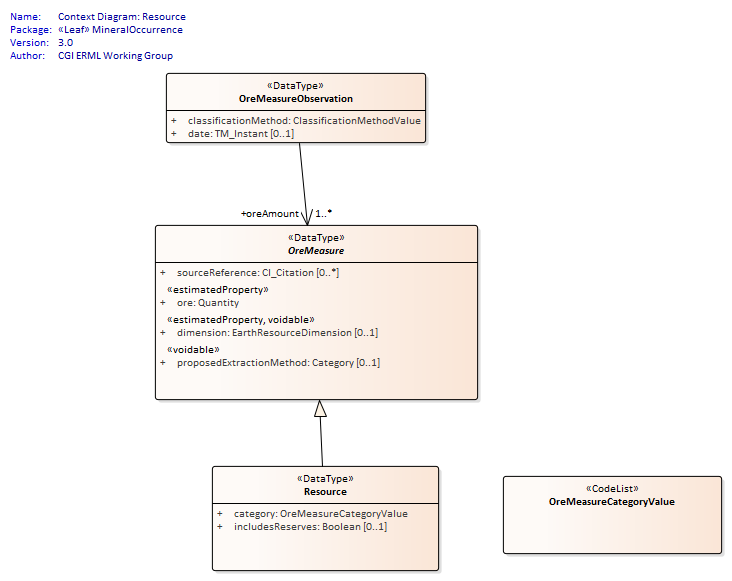 Name: Context Diagram: Resource
Package: «Leaf» MineralOccurrence
Version: 3.0
Author: CGI ERML Working Group
«DataType»
OreMeasureObservation
+ classificationMethod: ClassificationMethodValue
+ date: TM_Instant [0..1]
+oreAmount 1..*
«DataType»
OreMeasure
+ sourceReference: CI_Citation [0..*]
«estimatedProperty»
+ ore: Quantity
«estimatedProperty, voidable»
+ dimension: EarthResourceDimension [0..1]
«voidable»
+ proposedExtractionMethod: Category [0..1]
«DataType»
Resource
+ category: OreMeasureCategoryValue
+ includesReserves: Boolean [0..1]
«CodeList»
OreMeasureCategoryValue